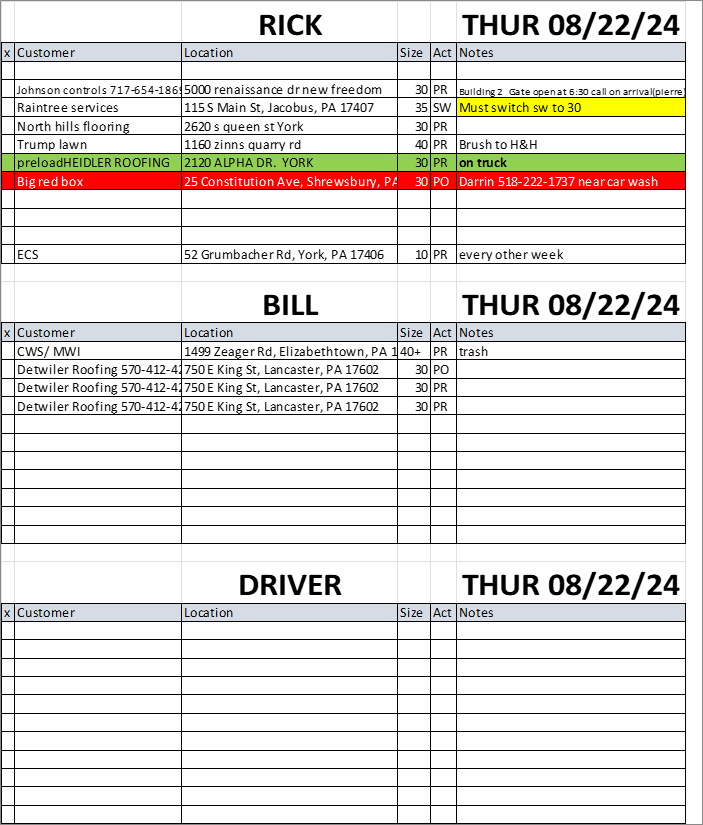 RICK THUR 08/22/24
x Customer Location Size Act Notes
Johnson controls 717-654-186 5000 renaissance dr new freedom 30 PR Building 2 Gate open at 6:30 call on arrival(pierre)
Raintree services 115 S Main St, Jacobus, PA 17407 35 SW Must switch sw to 30
North hills flooring 2620 s queen st York 30 PR
Trump lawn 1160 zinns quarry rd 40 PR Brush to H&H
preloadHEIDLER ROOFING 2120 ALPHA DR. YORK 30 PR on truck
Big red box 25 Constitution Ave, Shrewsbury, PA 30 PO Darrin 518-222-1737 near car wash
ECS 52 Grumbacher Rd, York, PA 17406 10 PR every other week
BILL THUR 08/22/24
x Customer Location Size Act Notes
CWS/ MWI 1499 Zeager Rd, Elizabethtown, PA 1 40+ PR trash
Detwiler Roofing 570-412-42 750 E King St, Lancaster, PA 17602 30 PO
Detwiler Roofing 570-412-42 750 E King St, Lancaster, PA 17602 30 PR
Detwiler Roofing 570-412-42 750 E King St, Lancaster, PA 17602 30 PR
DRIVER THUR 08/22/24
x Customer Location Size Act Notes